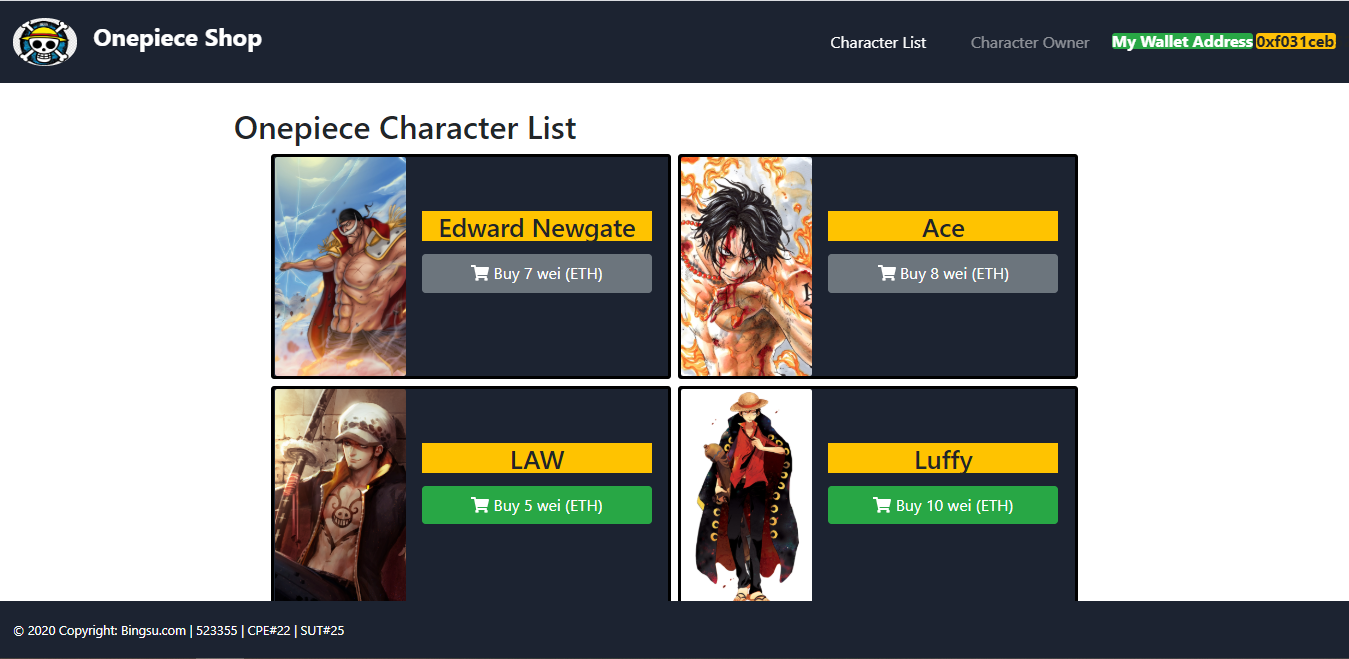 Onepiece Shop
Character List
Character Owner
My Wallet Address 0xf031ceb
Onepiece Character List
Edward Newgate
Buy 7 wei (ETH)
Ace
Buy 8 wei (ETH)
LAW
Buy 5 wei (ETH)
Luffy
Buy 10 wei (ETH)
© 2020 Copyright: Bingsu.com | 523355 | CPE#22 | SUT#25